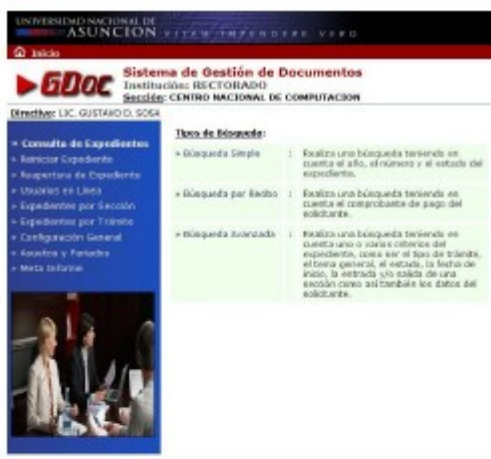 UNIVERSIDAD NACIONAL DE
ASUNCION VITAM IMPENDERE VERO
Inicio
GDoc
Sistema de Gestión de Documentos
Institución: RECTORADO
Sección: CENTRO NACIONAL DE COMPUTACION
Directivo: LIC. GUSTAVO D. SOSA
» Consulta de Expedientes
» Reiniciar Expediente
» Reapertura de Expediente
» Usuarios en Línea
» Expedientes por Sección
» Expedientes por Trámite
» Configuración General
» Asuetos y Feriados
» Meta Informe
Tipos de Búsqueda:
» Búsqueda Simple : Realiza una búsqueda teniendo en
cuenta el año, el número y el estado del
expediente.
» Búsqueda por Recibo : Realiza una búsqueda teniendo en
cuenta el comprobante de pago del
solicitante.
» Búsqueda Avanzada : Realiza una búsqueda teniendo en
cuenta uno o varios criterios del
expediente, como ser el tipo de trámite,
el tema general, el estado, la fecha de
inicio, la entrada y/o salida de una
sección como así también los datos del
solicitante.